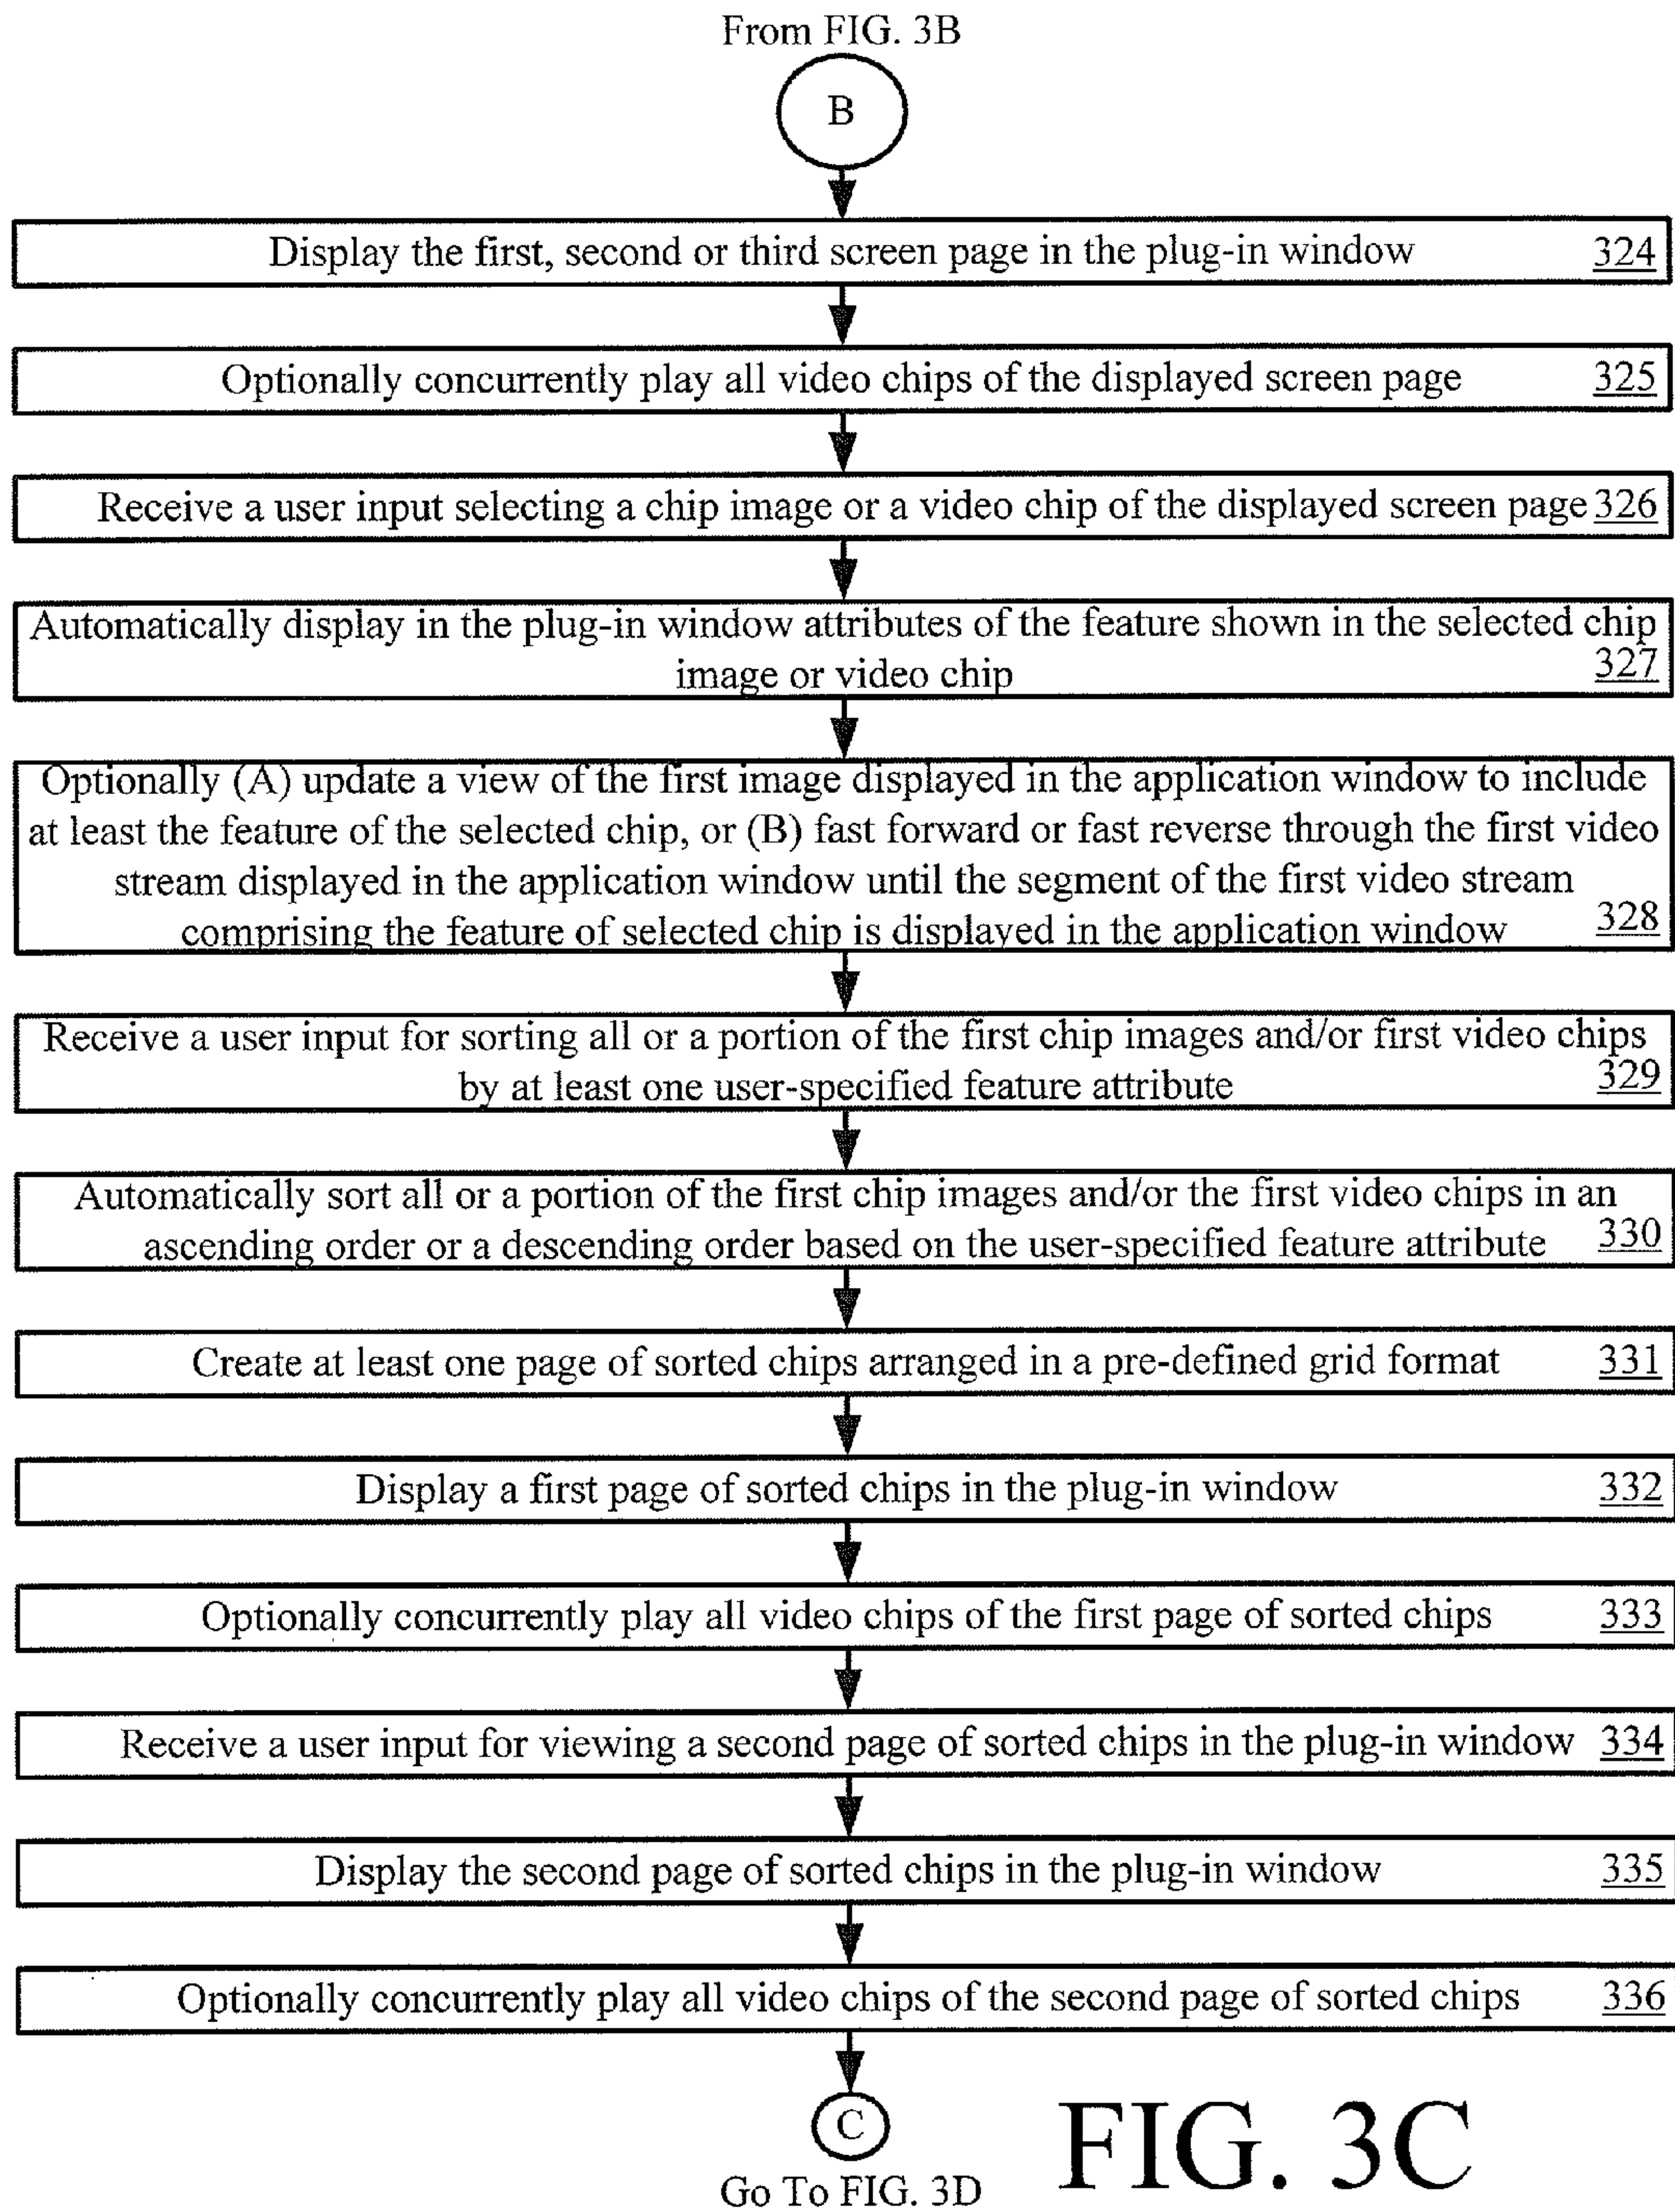 From FIG. 3B
B
Display the first, second or third screen page in the plug-in window 324
Optionally concurrently play all video chips of the displayed screen page 325
Receive a user input selecting a chip image or a video chip of the displayed screen page 326
Automatically display in the plug-in window attributes of the feature shown in the selected chip
image or video chip 327
Optionally (A) update a view of the first image displayed in the application window to include
at least the feature of the selected chip, or (B) fast forward or fast reverse through the first video
stream displayed in the application window until the segment of the first video stream
comprising the feature of selected chip is displayed in the application window 328
Receive a user input for sorting all or a portion of the first chip images and/or first video chips
by at least one user-specified feature attribute 329
Automatically sort all or a portion of the first chip images and/or the first video chips in an
ascending order or a descending order based on the user-specified feature attribute 330
Create at least one page of sorted chips arranged in a pre-defined grid format 331
Display a first page of sorted chips in the plug-in window 332
Optionally concurrently play all video chips of the first page of sorted chips 333
Receive a user input for viewing a second page of sorted chips in the plug-in window 334
Display the second page of sorted chips in the plug-in window 335
Optionally concurrently play all video chips of the second page of sorted chips 336
C
Go To FIG. 3D
FIG. 3C